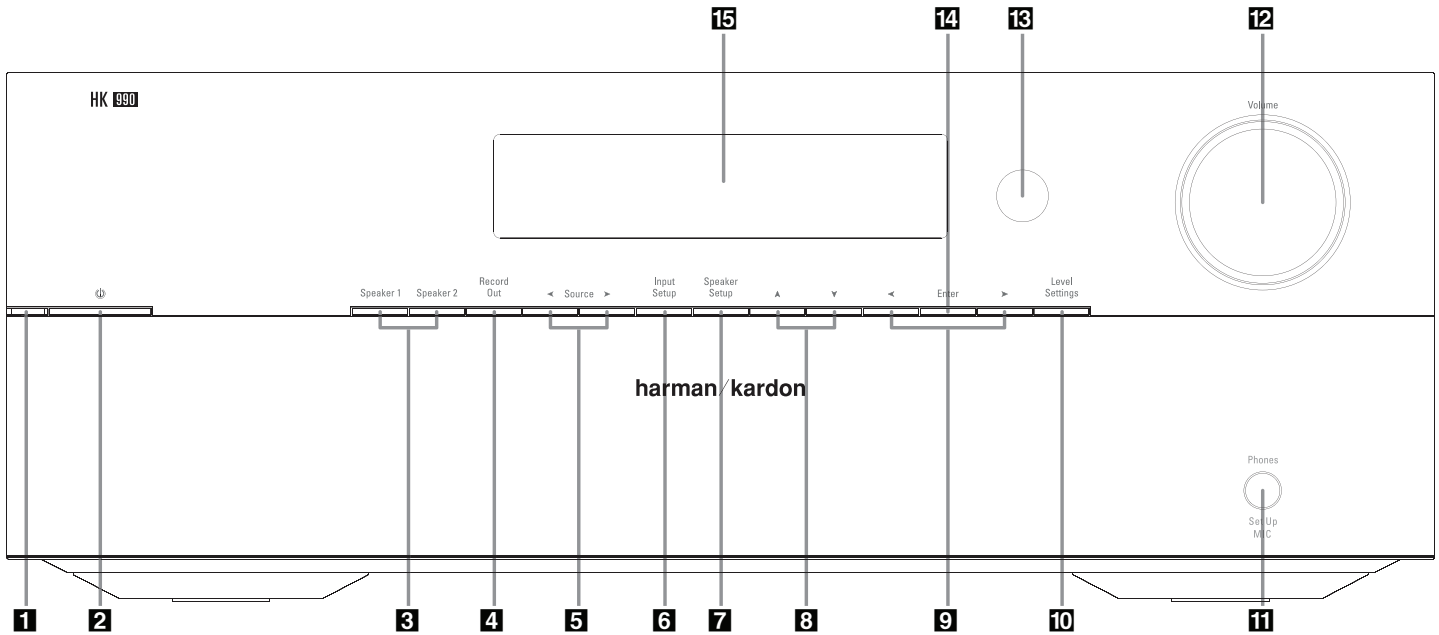 15 14 13 12
HK 990
Volume
Speaker 1 Speaker 2 Record Out Source Input Setup Speaker Setup Enter Level Settings
harman/kardon
Phones
Set Up
MIC
1 2 3 4 5 6 7 8 9 10 11